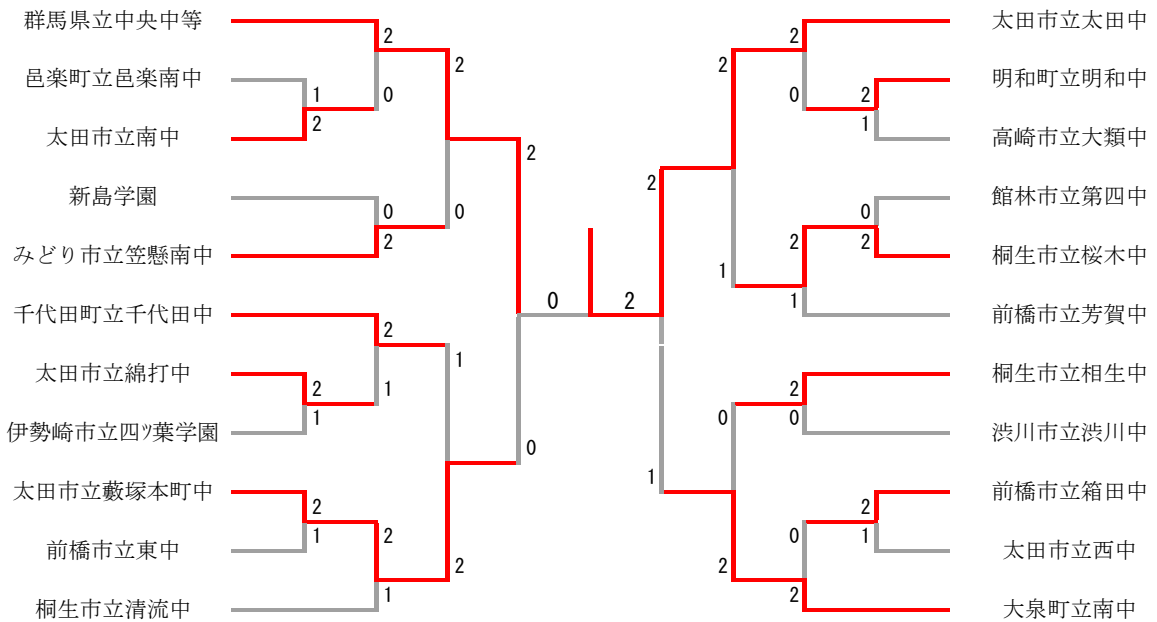 群馬県立中央中等
邑楽町立邑楽南中
太田市立南中
新島学園
みどり市立笠懸南中
千代田町立千代田中
太田市立綿打中
伊勢崎市立四ツ葉学園
太田市立藪塚本町中
前橋市立東中
桐生市立清流中
2
2
0
1
2
2
0
0
2
2
1
1
2
1
0
2
1
2
2
1
0
2
2
2
2
0
2
1
0
1
2
2
1
2
0
0
1
2
0
1
2
2
太田市立太田中
明和町立明和中
高崎市立大類中
館林市立第四中
桐生市立桜木中
前橋市立芳賀中
桐生市立相生中
渋川市立渋川中
前橋市立箱田中
太田市立西中
大泉町立南中